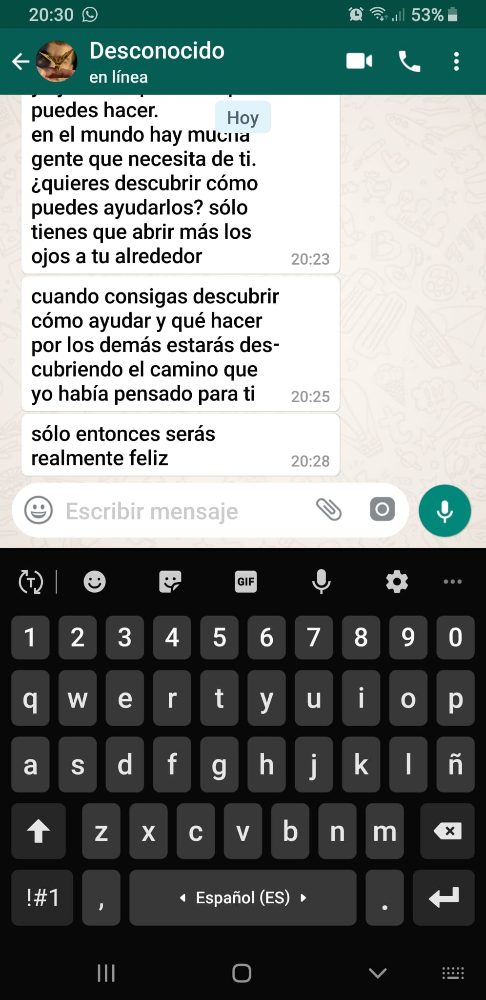 20:30
53%
Desconocido
en línea
puedes hacer.
Hoy
en el mundo hay mucha
gente que necesita de ti.
¿quieres descubrir cómo
puedes ayudarlos? sólo
tienes que abrir más los
ojos a tu alrededor 20:23
cuando consigas descubrir
cómo ayudar y qué hacer
por los demás estarás des-
cubriendo el camino que
yo había pensado para ti 20:25
sólo entonces serás
realmente feliz 20:28
Escribir mensaje
T GIF
1 2 3 4 5 6 7 8 9 0
q w e r t y u i o p
a s d f g h j k l ñ
z x c v b n m
!#1 , Español (ES) .